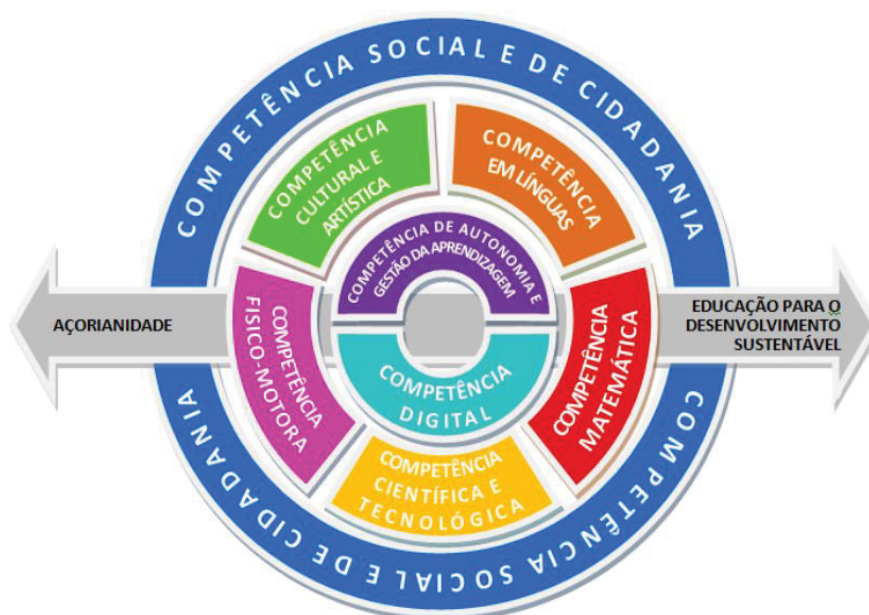 COMPETÊNCIA SOCIAL E DE CIDADANIA
COMPETÊNCIA
CULTURAL E
ARTÍSTICA
COMPETÊNCIA
EM LÍNGUAS
COMPETÊNCIA DE AUTONOMIA E
GESTÃO DA APRENDIZAGEM
AÇORIANIDADE
COMPETÊNCIA
FISICO-MOTORA
COMPETÊNCIA
DIGITAL
COMPETÊNCIA
MATEMÁTICA
EDUCAÇÃO PARA O
DESENVOLVIMENTO
SUSTENTÁVEL
COMPETÊNCIA
CIENTÍFICA E
TECNOLÓGICA
COMPETÊNCIA SOCIAL E DE CIDADANIA